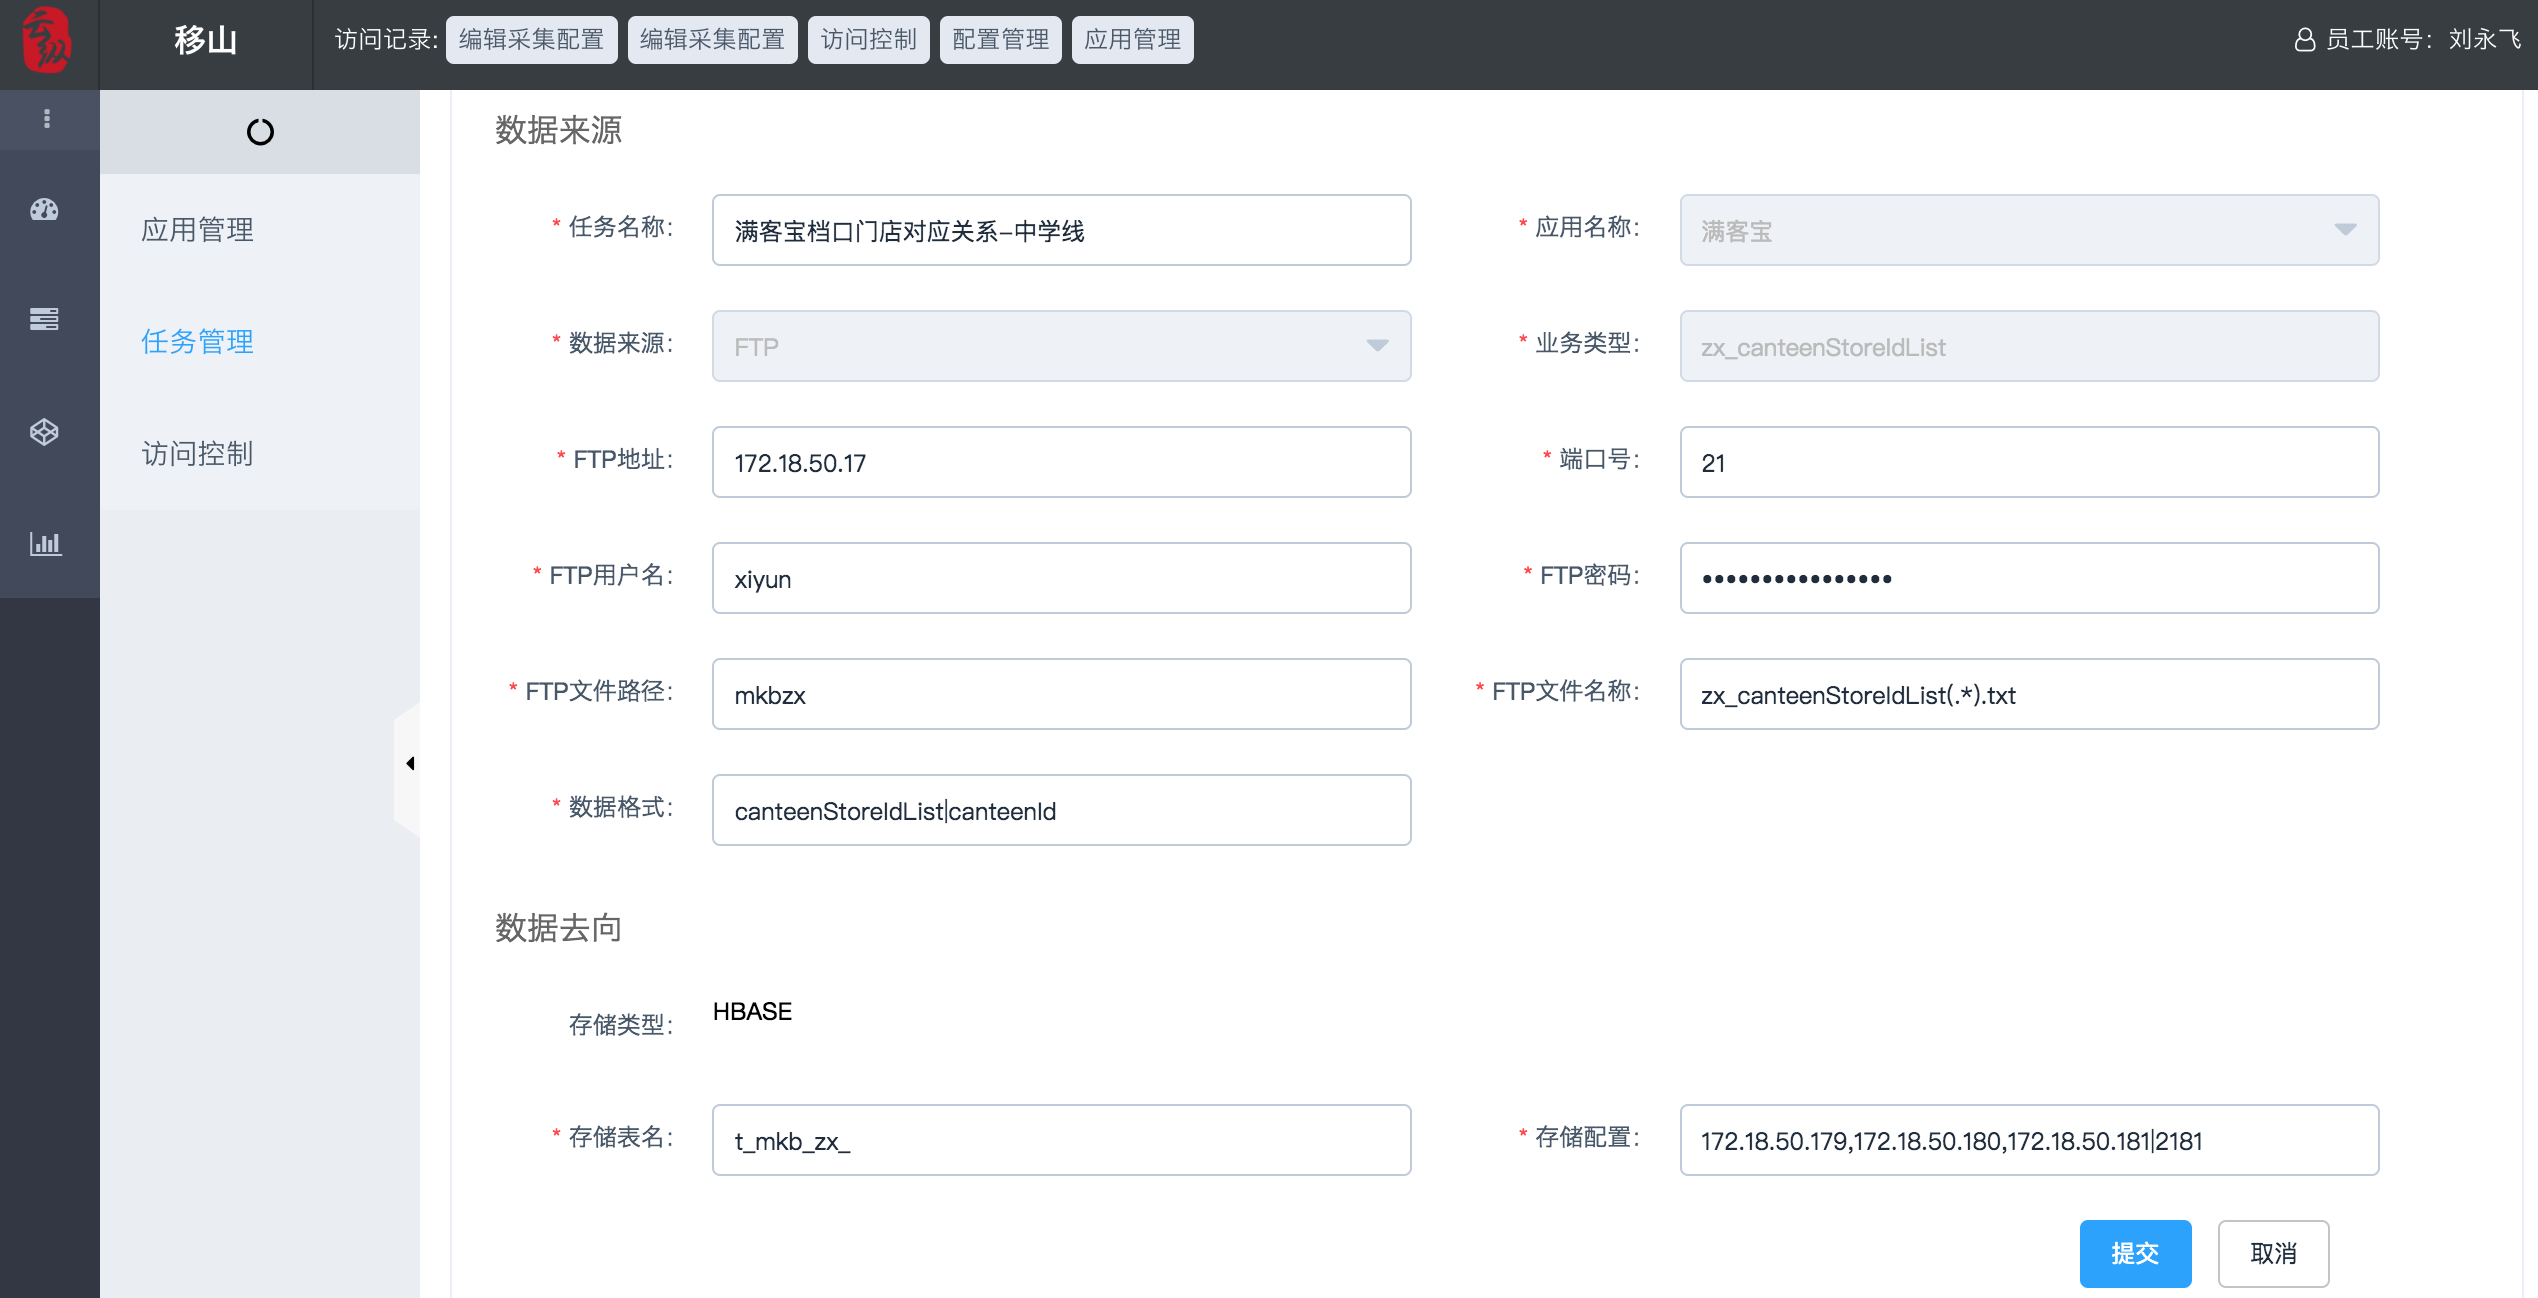 移山
访问记录: 编辑采集配置 编辑采集配置 访问控制 配置管理 应用管理
员工账号: 刘永飞
应用管理
任务管理
访问控制
数据来源
* 任务名称: 满客宝档口门店对应关系-中学线
* 应用名称: 满客宝
* 数据来源: FTP
* 业务类型: zx_canteenStoreIdList
* FTP地址: 172.18.50.17
* 端口号: 21
* FTP用户名: xiyun
* FTP密码: ••••••••••••••••
* FTP文件路径: mkbzx
* FTP文件名称: zx_canteenStoreIdList(.*).txt
* 数据格式: canteenStoreIdList|canteenId
数据去向
存储类型: HBASE
* 存储表名: t_mkb_zx_
* 存储配置: 172.18.50.179,172.18.50.180,172.18.50.181|2181
提交 取消